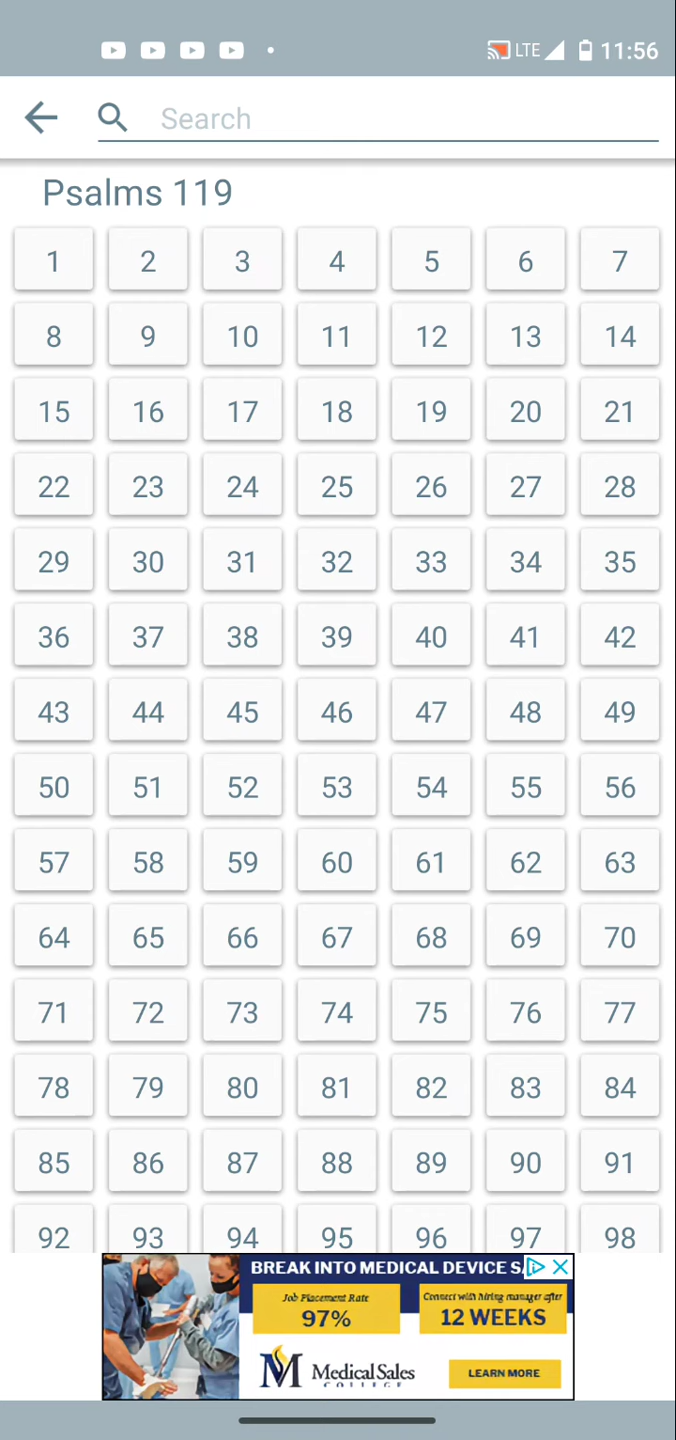 LTE 11:56
Search
Psalms 119
1 2 3 4 5 6 7
8 9 10 11 12 13 14
15 16 17 18 19 20 21
22 23 24 25 26 27 28
29 30 31 32 33 34 35
36 37 38 39 40 41 42
43 44 45 46 47 48 49
50 51 52 53 54 55 56
57 58 59 60 61 62 63
64 65 66 67 68 69 70
71 72 73 74 75 76 77
78 79 80 81 82 83 84
85 86 87 88 89 90 91
92 93 94 95 96 97 98
BREAK INTO MEDICAL DEVICE SA
Job Placement Rate
97%
Connect with hiring manager after
12 WEEKS
M Medical Sales
COLLEGE
LEARN MORE